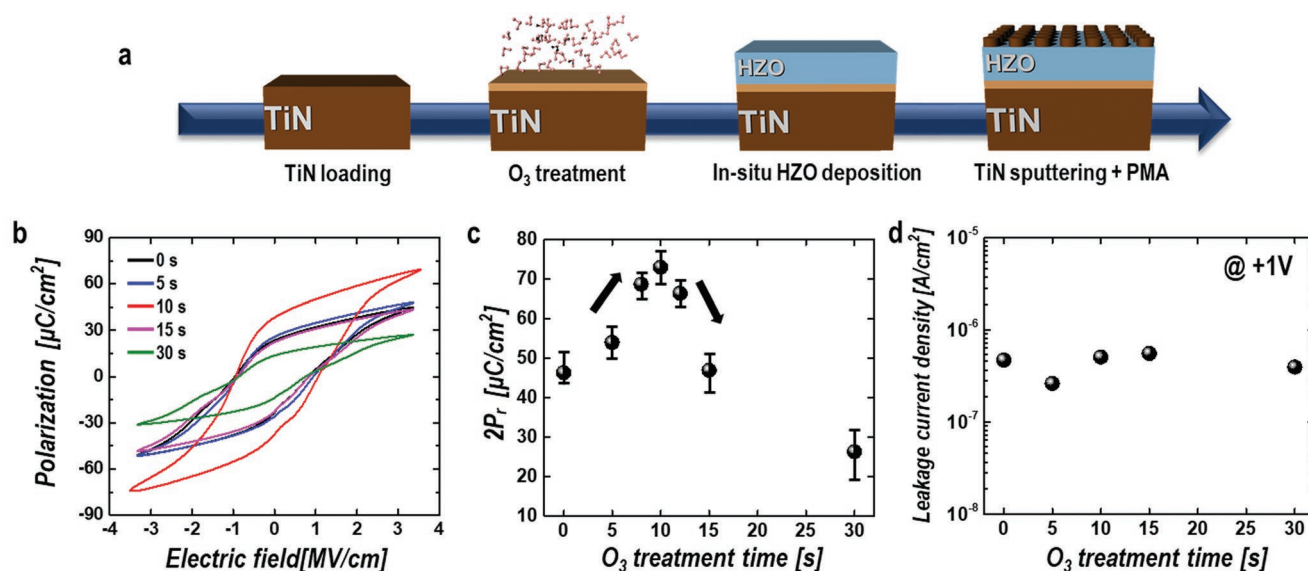 a
TiN
TiN
HZO
TiN
HZO
TiN
TiN loading
O₃ treatment
In-situ HZO deposition
TiN sputtering + PMA
b
Polarization [µC/cm²]
90
60
30
0
-30
-60
-90
0 s
5 s
10 s
15 s
30 s
-4 -3 -2 -1 0 1 2 3 4
Electric field[MV/cm]
c
2Pᵣ [µC/cm²]
80
70
60
50
40
30
20
10
0 5 10 15 20 25 30
O₃ treatment time [s]
d
Leakage current density [A/cm²]
10⁻⁵
10⁻⁶
10⁻⁷
10⁻⁸
@ +1V
0 5 10 15 20 25 30
O₃ treatment time [s]